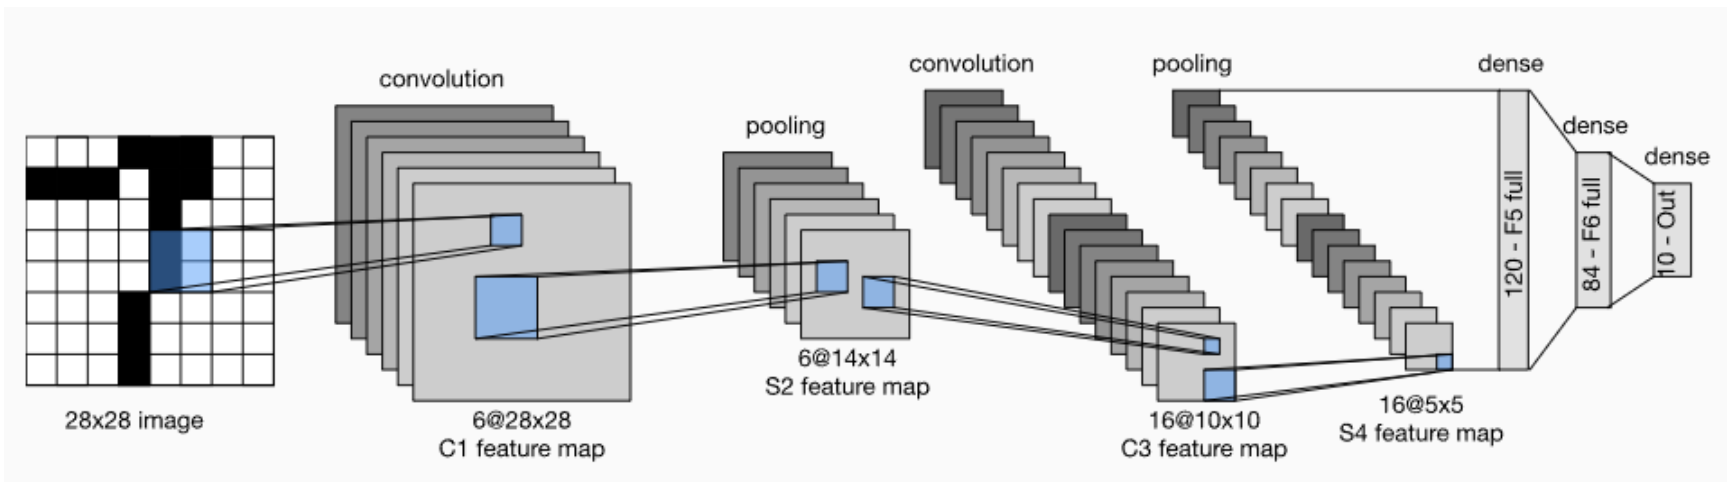 convolution
pooling
convolution
pooling
dense
dense
dense
28x28 image
6@28x28
C1 feature map
6@14x14
S2 feature map
16@10x10
C3 feature map
16@5x5
S4 feature map
120 - F5 full
84 - F6 full
10 - Out